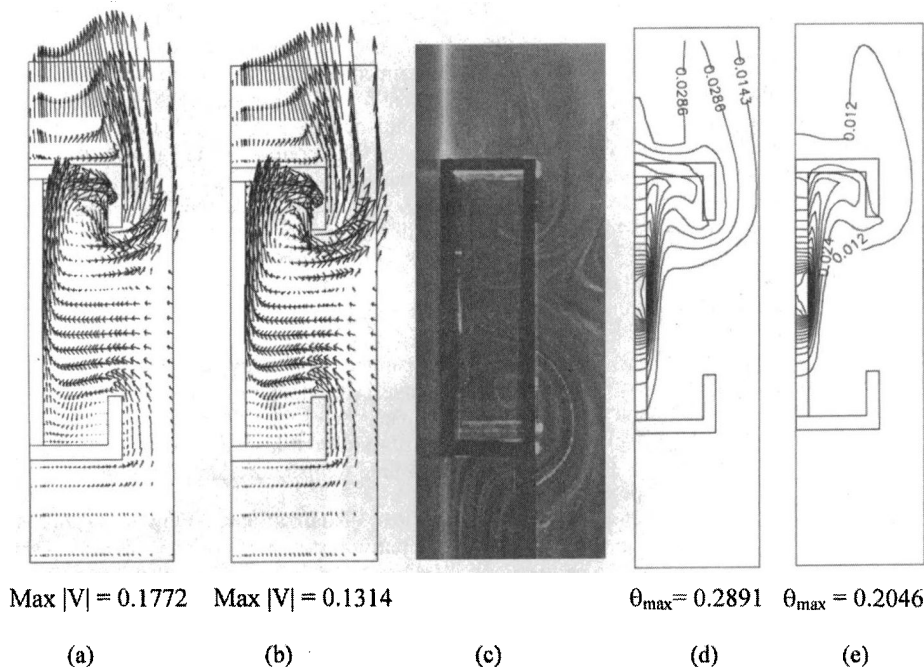 0.0286
0.0286
0.0143
0.012
0.024
0.012
Max |V| = 0.1772
Max |V| = 0.1314
θmax= 0.2891
θmax = 0.2046
(a)
(b)
(c)
(d)
(e)